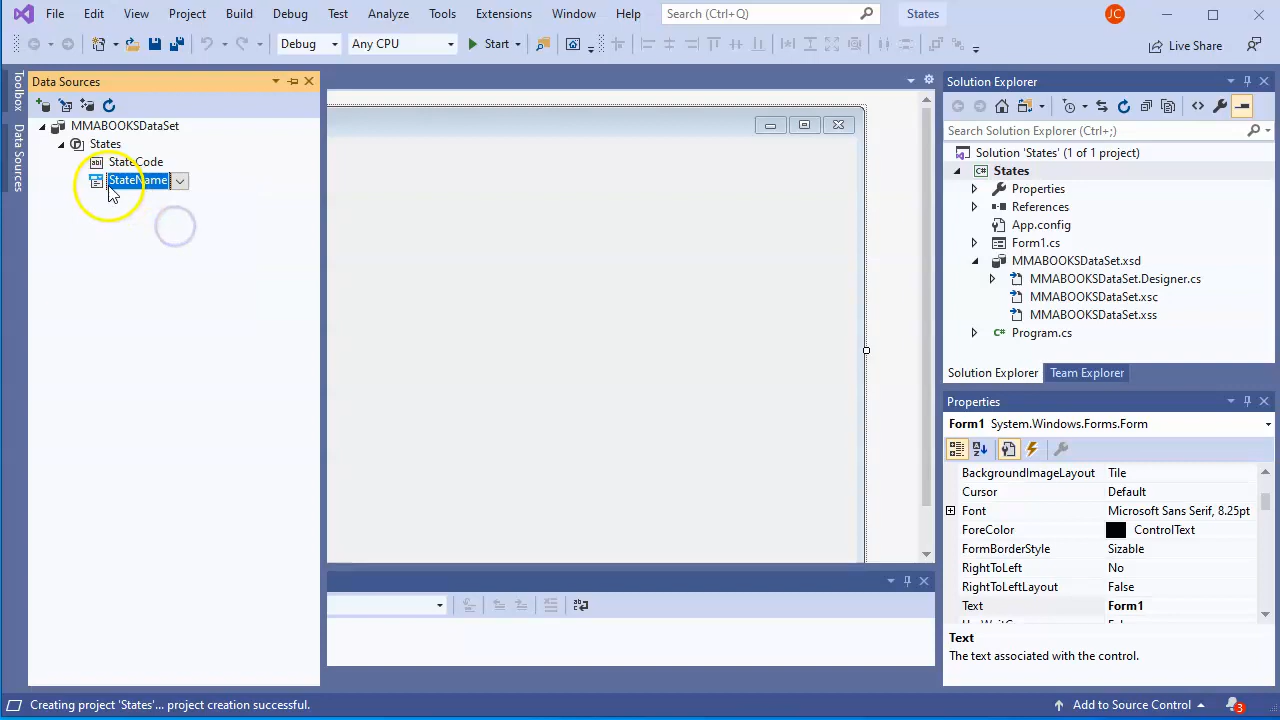 File Edit View Project Build Debug Test Analyze Tools Extensions Window Help Search (Ctrl+Q) States JC
Debug Any CPU Start Live Share
Toolbox
Data Sources
Data Sources
MMABOOKSDataSet
States
StateCode
StateName
Solution Explorer
Search Solution Explorer (Ctrl+;)
Solution 'States' (1 of 1 project)
States
Properties
References
App.config
Form1.cs
MMABOOKSDataSet.xsd
MMABOOKSDataSet.Designer.cs
MMABOOKSDataSet.xsc
MMABOOKSDataSet.xss
Program.cs
Solution Explorer Team Explorer
Properties
Form1 System.Windows.Forms.Form
BackgroundImageLayout Tile
Cursor Default
Font Microsoft Sans Serif, 8.25pt
ForeColor ControlText
FormBorderStyle Sizable
RightToLeft No
RightToLeftLayout False
Text Form1
Text
The text associated with the control.
Creating project 'States'... project creation successful. Add to Source Control 3